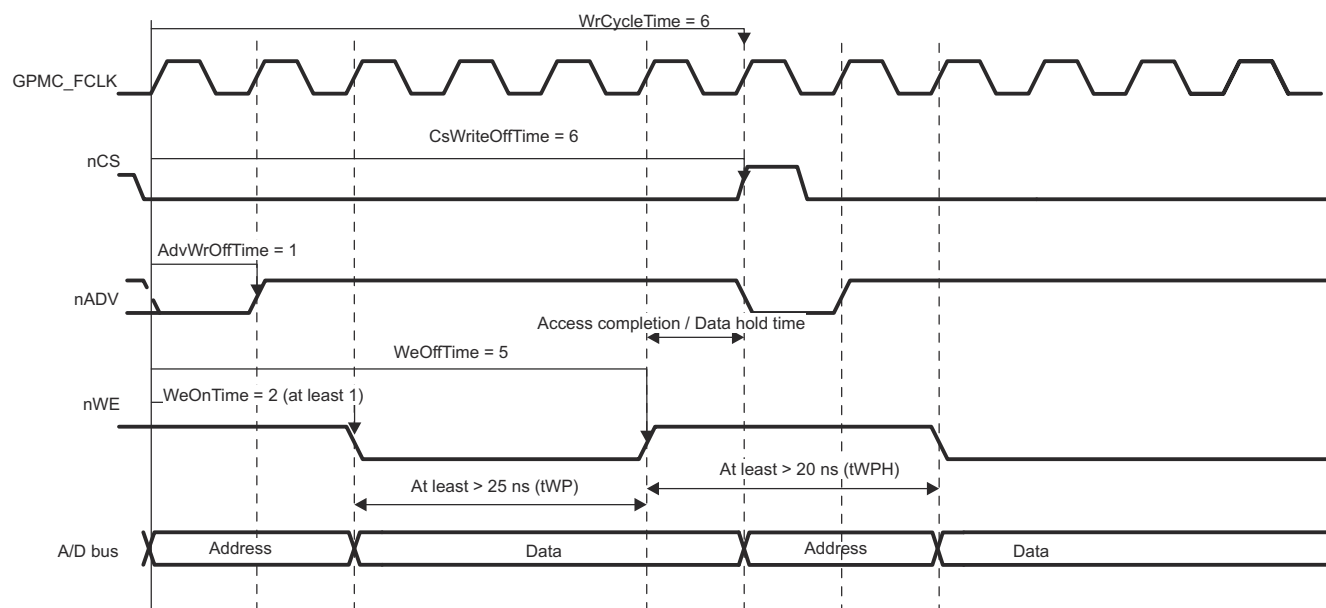 WrCycleTime = 6
GPMC_FCLK
CsWriteOffTime = 6
nCS
AdvWrOffTime = 1
nADV
Access completion / Data hold time
WeOffTime = 5
WeOnTime = 2 (at least 1)
nWE
At least > 20 ns (tWPH)
At least > 25 ns (tWP)
A/D bus Address Data Address Data